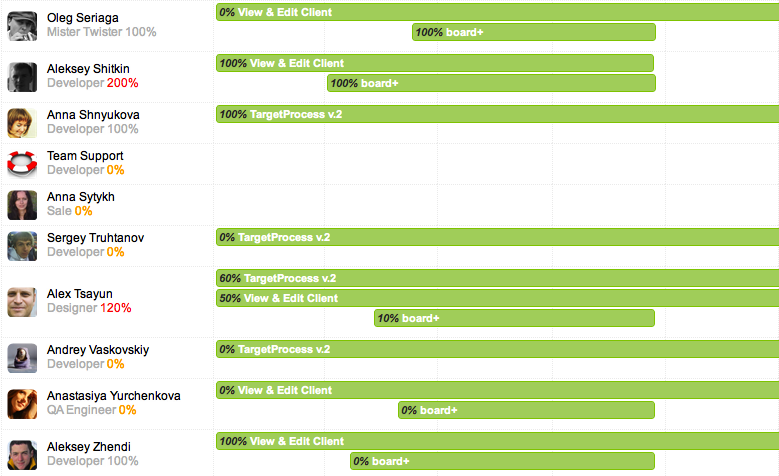 Oleg Seriaga
Mister Twister 100%
0% View & Edit Client
100% board+
Aleksey Shitkin
Developer 200%
100% View & Edit Client
100% board+
Anna Shnyukova
Developer 100%
100% TargetProcess v.2
Team Support
Developer 0%
Anna Sytykh
Sale 0%
Sergey Truhtanov
Developer 0%
0% TargetProcess v.2
Alex Tsayun
Designer 120%
60% TargetProcess v.2
50% View & Edit Client
10% board+
Andrey Vaskovskiy
Developer 0%
0% TargetProcess v.2
Anastasiya Yurchenkova
QA Engineer 0%
0% View & Edit Client
0% board+
Aleksey Zhendi
Developer 100%
100% View & Edit Client
0% board+